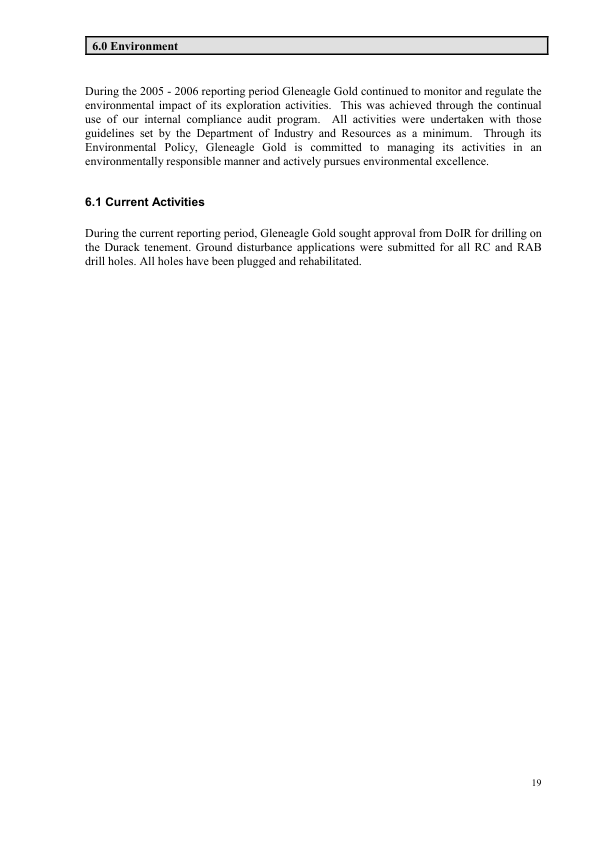 6.0 Environment
During the 2005 - 2006 reporting period Gleneagle Gold continued to monitor and regulate the
environmental impact of its exploration activities.  This was achieved through the continual
use of our internal compliance audit program.  All activities were undertaken with those
guidelines set by the Department of Industry and Resources as a minimum.  Through its
Environmental Policy, Gleneagle Gold is committed to managing its activities in an
environmentally responsible manner and actively pursues environmental excellence.
6.1 Current Activities
During the current reporting period, Gleneagle Gold sought approval from DoIR for drilling on
the Durack tenement. Ground disturbance applications were submitted for all RC and RAB
drill holes. All holes have been plugged and rehabilitated.
19